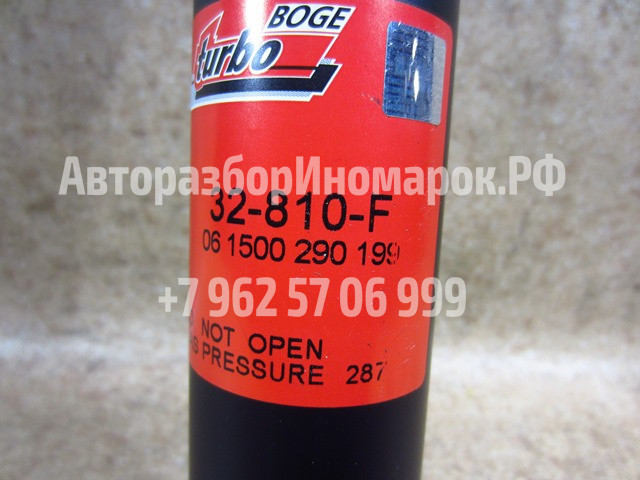 BOGE
turbo
АвторазборИномарок.РФ
32-810-F
06 1500 290 199
+7 962 57 06 999
NOT OPEN
PRESSURE 287